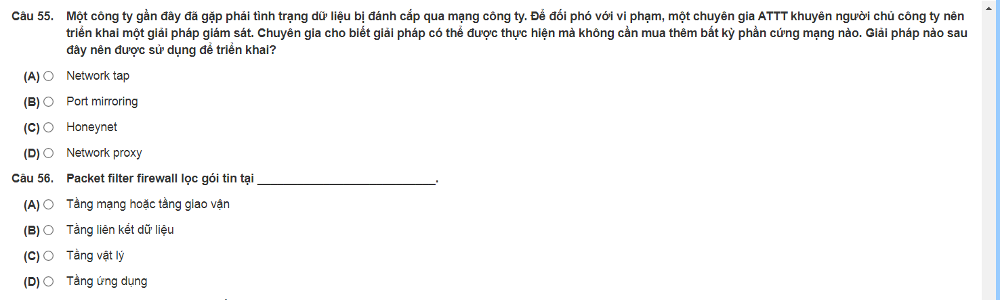 Câu 55. Một công ty gần đây đã gặp phải tình trạng dữ liệu bị đánh cắp qua mạng công ty. Để đối phó với vi phạm, một chuyên gia ATTT khuyên người chủ công ty nên
triển khai một giải pháp giám sát. Chuyên gia cho biết giải pháp có thể được thực hiện mà không cần mua thêm bất kỳ phần cứng mạng nào. Giải pháp nào sau
đây nên được sử dụng để triển khai?
(A) Network tap
(B) Port mirroring
(C) Honeynet
(D) Network proxy
Câu 56. Packet filter firewall lọc gói tin tại ___________________________.
(A) Tầng mạng hoặc tầng giao vận
(B) Tầng liên kết dữ liệu
(C) Tầng vật lý
(D) Tầng ứng dụng